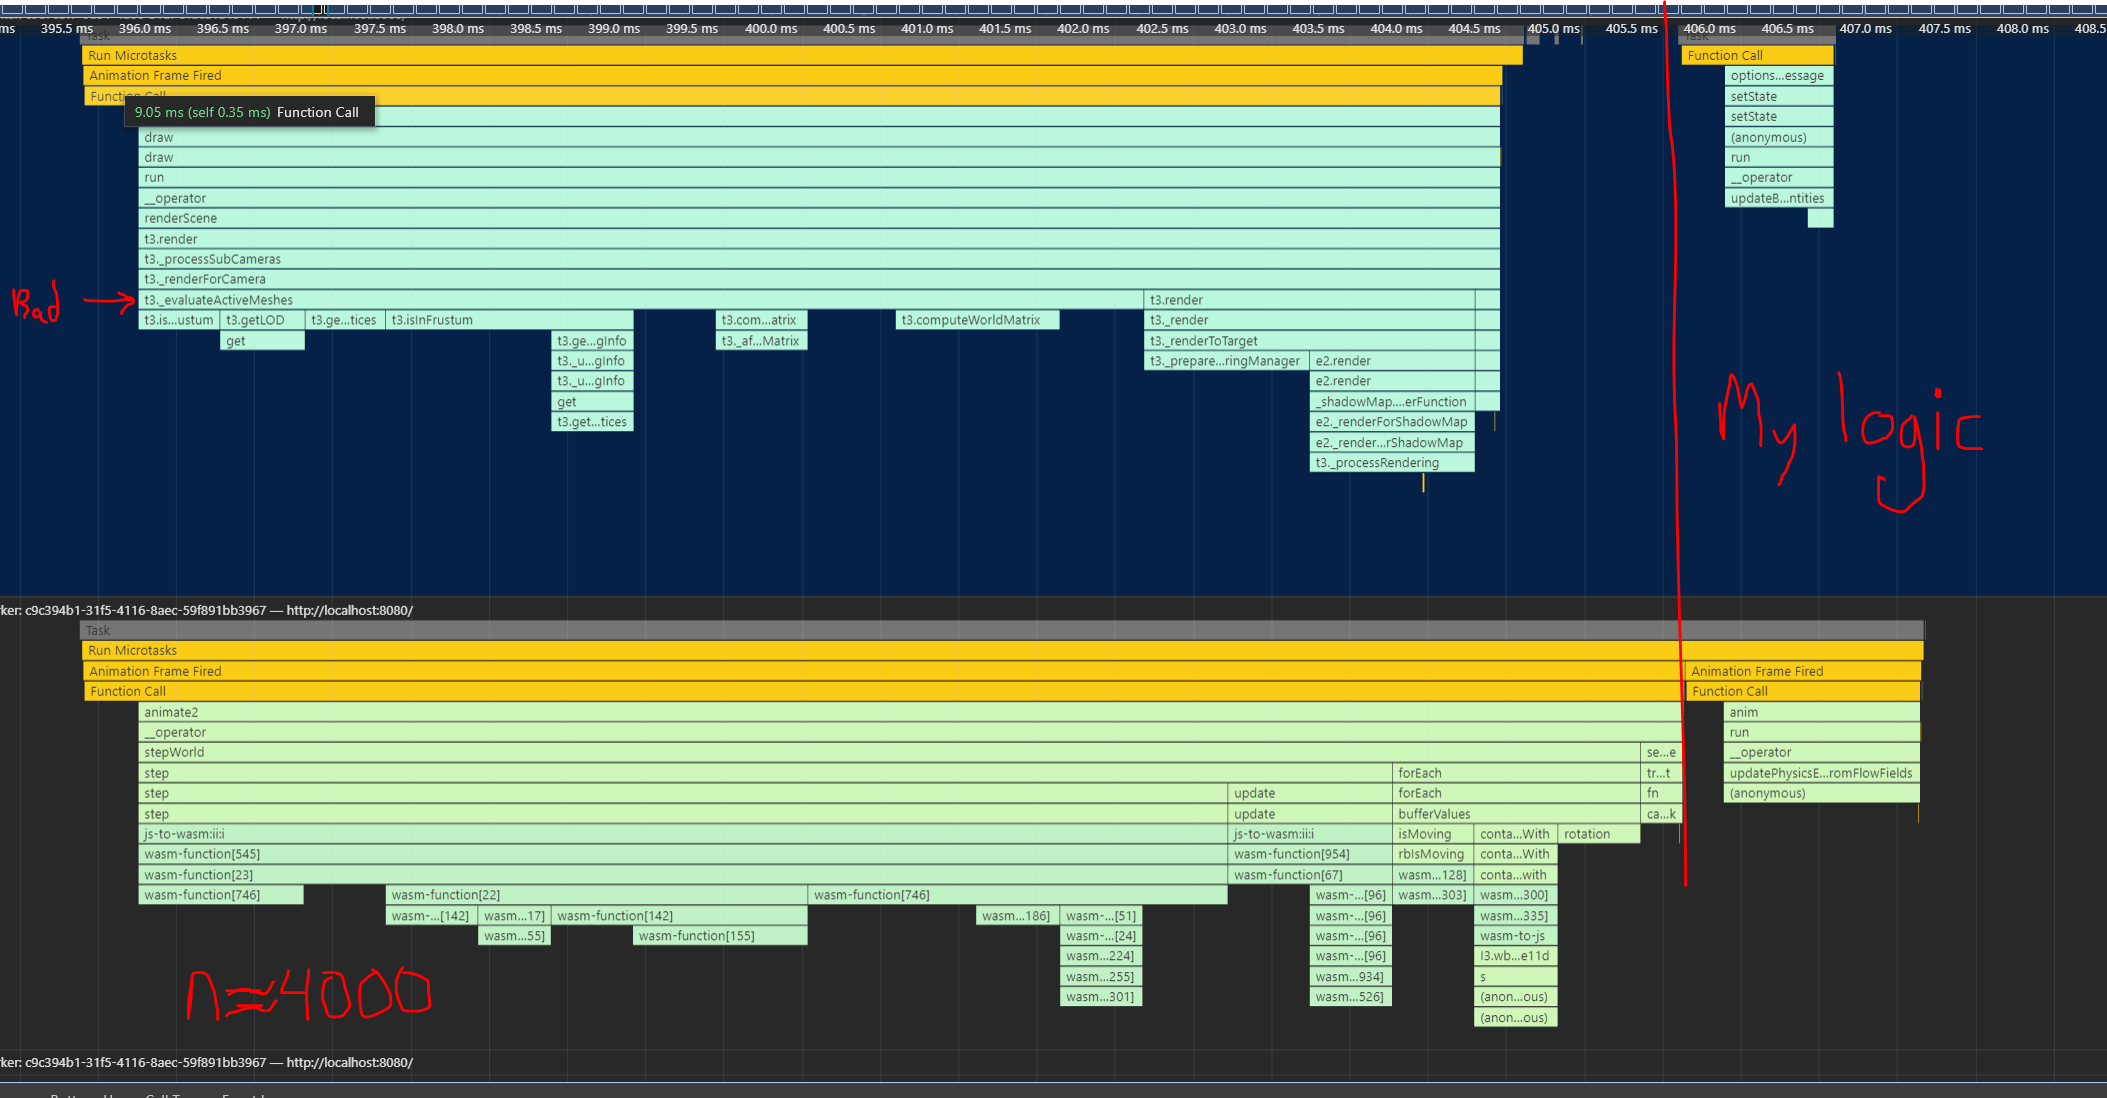 ms 395.5 ms 396.0 ms 396.5 ms 397.0 ms 397.5 ms 398.0 ms 398.5 ms 399.0 ms 399.5 ms 400.0 ms 400.5 ms 401.0 ms 401.5 ms 402.0 ms 402.5 ms 403.0 ms 403.5 ms 404.0 ms 404.5 ms 405.0 ms 405.5 ms 406.0 ms 406.5 ms 407.0 ms 407.5 ms 408.0 ms 408.5
Task Task
Run Microtasks Function Call
Animation Frame Fired options...essage
Function Call setState
9.05 ms (self 0.35 ms) Function Call
setState
draw (anonymous)
draw run
run __operator
__operator updateB...ntities
renderScene
t3.render
t3._processSubCameras
t3._renderForCamera
Bad
t3._evaluateActiveMeshes t3.render
t3.is...ustum t3.getLOD t3.ge...tices t3.isInFrustum t3.com...atrix t3.computeWorldMatrix t3._render
get t3.ge...gInfo t3._af...Matrix t3._renderToTarget
t3._u...gInfo t3._prepare...ringManager e2.render
t3._u...gInfo e2.render
get _shadowMap....erFunction
t3.get...tices e2._renderForShadowMap
e2._render...rShadowMap
t3._processRendering
My logic
ker: c9c394b1-31f5-4116-8aec-59f891bb3967 — http://localhost:8080/
Task
Run Microtasks
Animation Frame Fired Animation Frame Fired
Function Call Function Call
animate2 anim
__operator run
stepWorld se...e __operator
step forEach tr...t updatePhysicsE...romFlowFields
step update forEach fn (anonymous)
step update bufferValues ca...k
js-to-wasm:ii:i js-to-wasm:ii:i isMoving conta...With rotation
wasm-function[545] wasm-function[954] rbIsMoving conta...With
wasm-function[23] wasm-function[67] wasm...128] conta...with
wasm-function[746] wasm-function[22] wasm-function[746] wasm-...[96] wasm...303] wasm...300]
wasm-...[142] wasm...17] wasm-function[142] wasm...186] wasm-...[51] wasm-...[96] wasm...335]
wasm...55] wasm-function[155] wasm-...[24] wasm-...[96] wasm-to-js
wasm...224] wasm-...[96] l3.wb...e11d
wasm...255] wasm...934] s
wasm...301] wasm...526] (anon...ous)
(anon...ous)
n≈4000
ker: c9c394b1-31f5-4116-8aec-59f891bb3967 — http://localhost:8080/